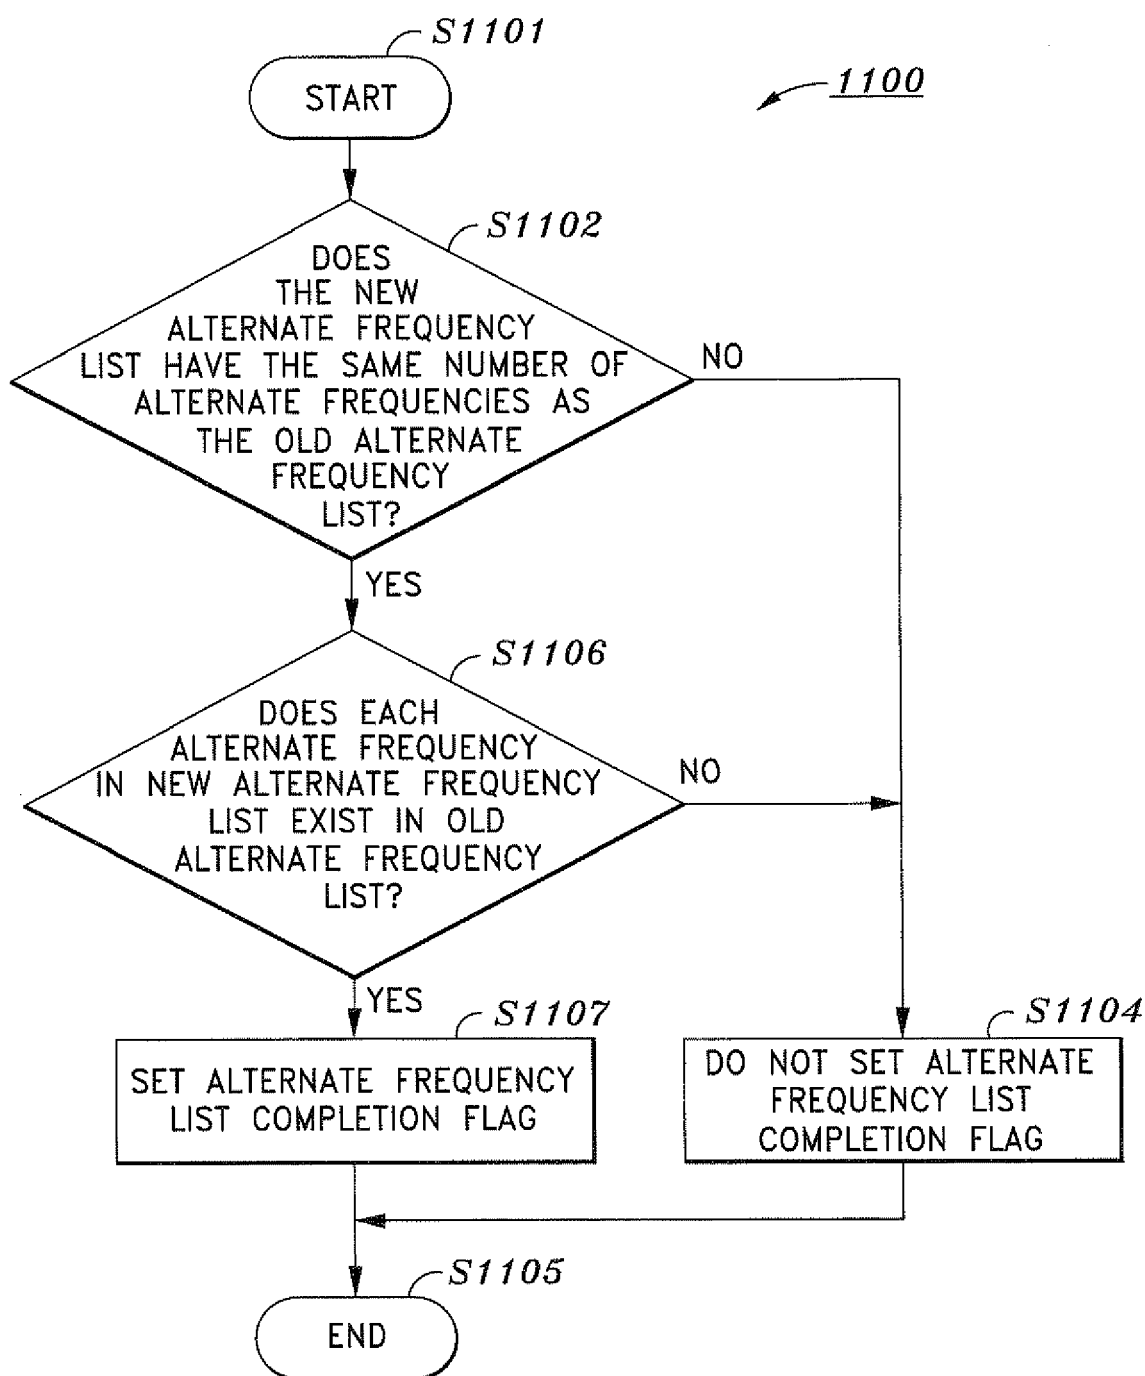 S1101
START
1100
S1102
DOES
THE NEW
ALTERNATE FREQUENCY
LIST HAVE THE SAME NUMBER OF
ALTERNATE FREQUENCIES AS
THE OLD ALTERNATE
FREQUENCY
LIST?
NO
YES
S1106
DOES EACH
ALTERNATE FREQUENCY
IN NEW ALTERNATE FREQUENCY
LIST EXIST IN OLD
ALTERNATE FREQUENCY
LIST?
NO
YES
S1107
SET ALTERNATE FREQUENCY
LIST COMPLETION FLAG
S1104
DO NOT SET ALTERNATE
FREQUENCY LIST
COMPLETION FLAG
S1105
END